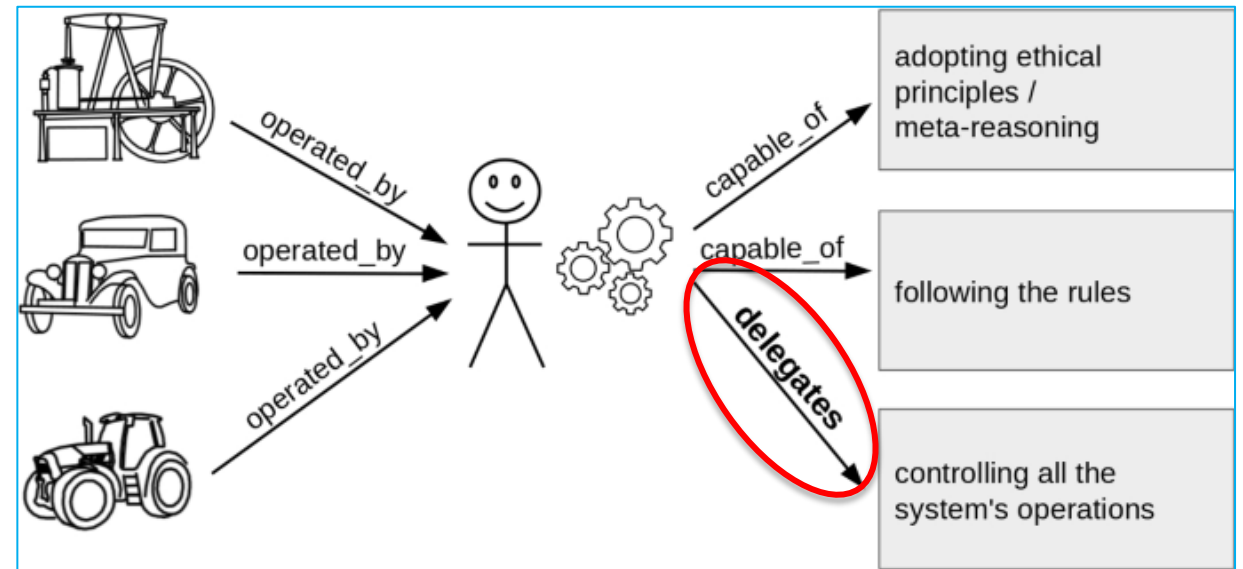 operated_by
operated_by
operated_by
capable_of
capable_of
delegates
adopting ethical
principles /
meta-reasoning
following the rules
controlling all the
system's operations